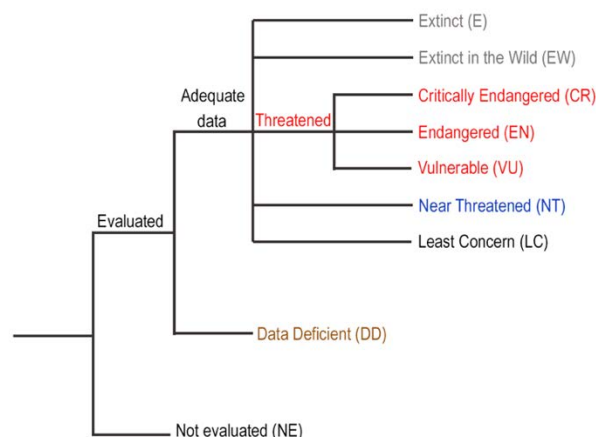 Extinct (E)
Extinct in the Wild (EW)
Adequate
data
Threatened
Critically Endangered (CR)
Endangered (EN)
Vulnerable (VU)
Near Threatened (NT)
Evaluated
Least Concern (LC)
Data Deficient (DD)
Not evaluated (NE)